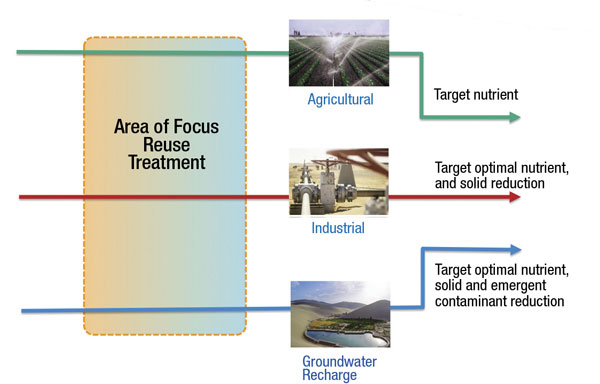 Area of Focus
Reuse
Treatment
Agricultural
Target nutrient
Industrial
Target optimal nutrient,
and solid reduction
Groundwater
Recharge
Target optimal nutrient,
solid and emergent
contaminant reduction